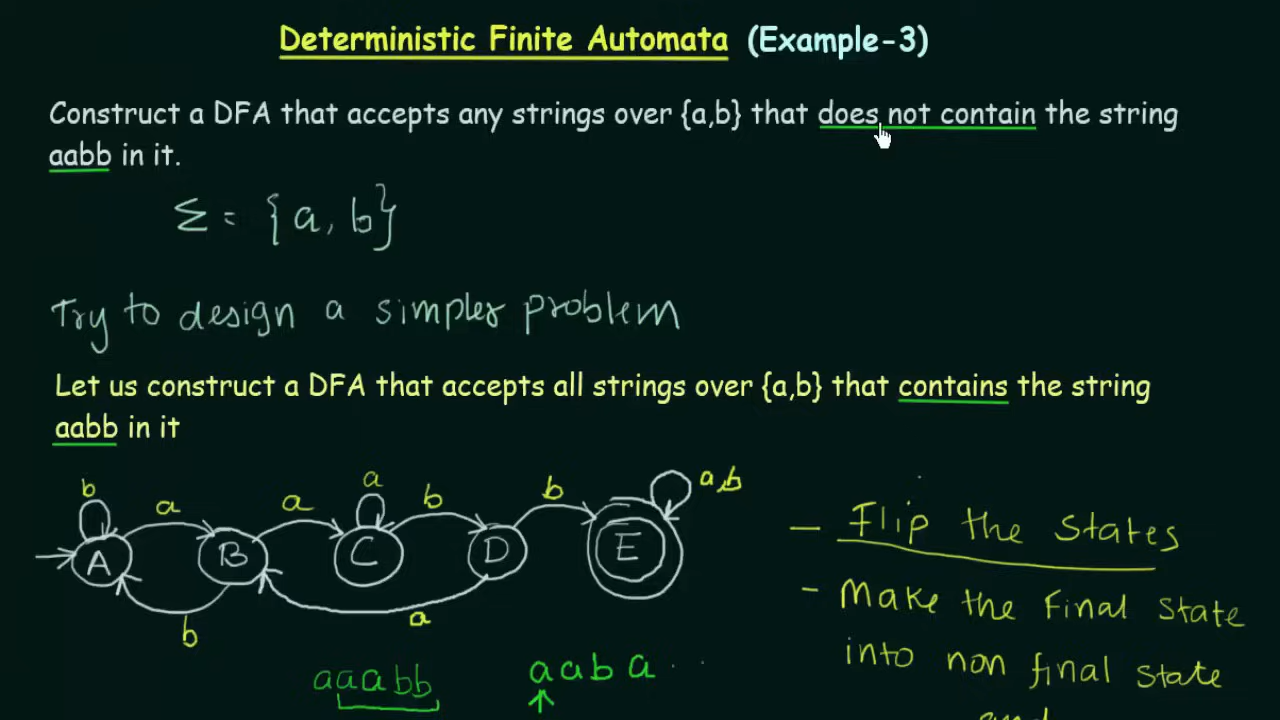 Deterministic Finite Automata (Example-3)
Construct a DFA that accepts any strings over {a,b} that does not contain the string
aabb in it.
Σ = {a, b}
Try to design a simpler problem
Let us construct a DFA that accepts all strings over {a,b} that contains the string
aabb in it
b a a a b b a,b
A B C D E
b a
- Flip the States
- Make the Final State
into non final state
and
aaabb aaba ....